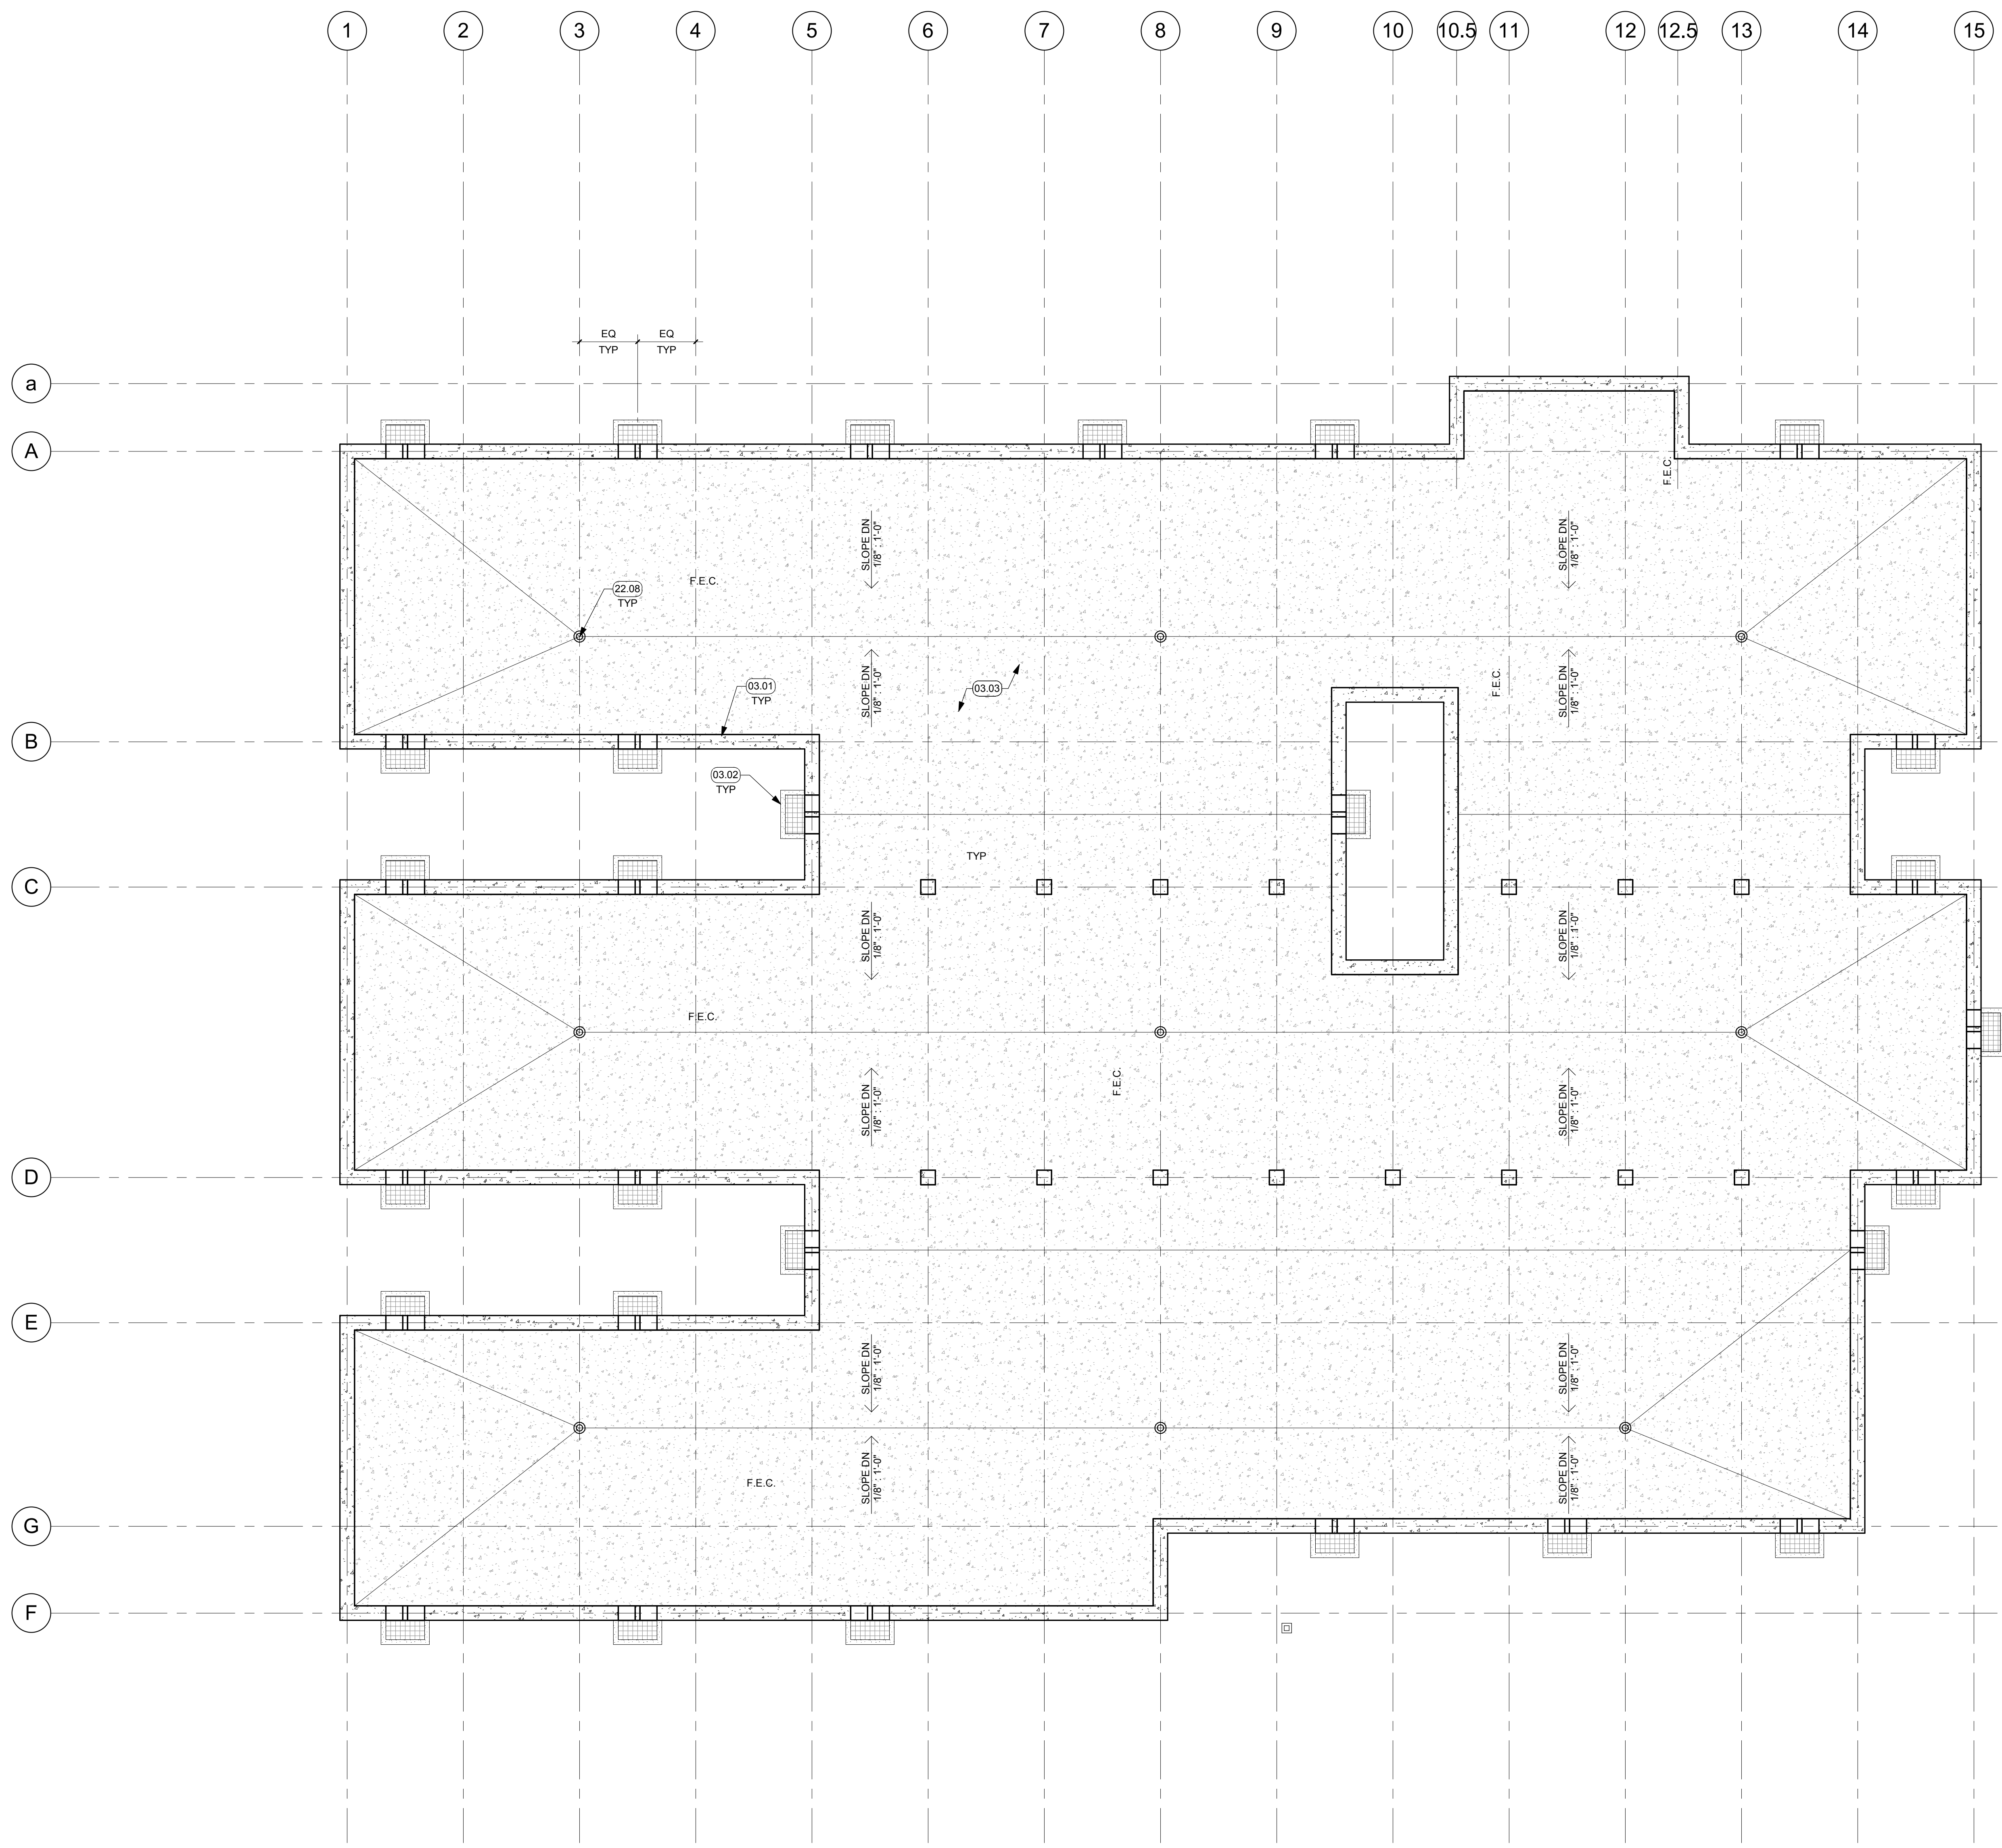 1
2
3
4
5
6
7
8
9
10
10.5
11
12
12.5
13
14
15
EQ
EQ
TYP
TYP
a
A
F.E.C.
SLOPE DN
1/8" : 1'-0"
SLOPE DN
1/8" : 1'-0"
F.E.C.
22.08
TYP
SLOPE DN
1/8" : 1'-0"
SLOPE DN
1/8" : 1'-0"
F.E.C.
03.01
TYP
03.03
B
03.02
TYP
TYP
C
SLOPE DN
1/8" : 1'-0"
SLOPE DN
1/8" : 1'-0"
F.E.C.
F.E.C.
SLOPE DN
1/8" : 1'-0"
SLOPE DN
1/8" : 1'-0"
D
E
SLOPE DN
1/8" : 1'-0"
SLOPE DN
1/8" : 1'-0"
SLOPE DN
1/8" : 1'-0"
SLOPE DN
1/8" : 1'-0"
F.E.C.
G
F